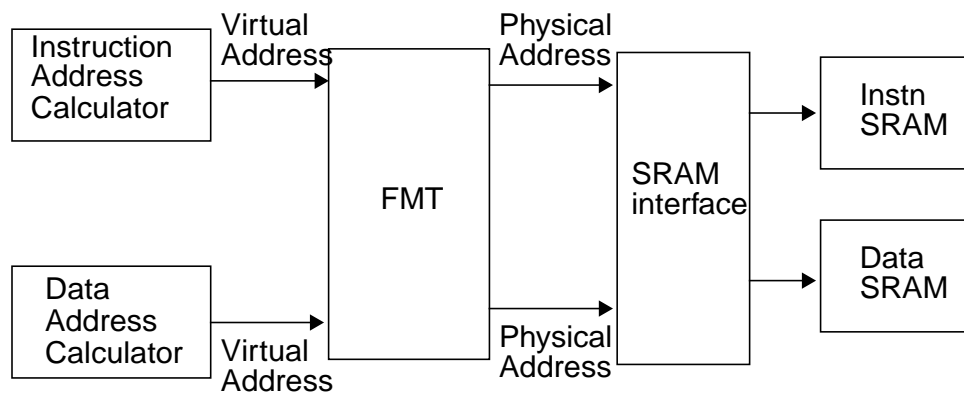 Virtual
Address
Physical
Address
Instruction
Address
Calculator
Instn
SRAM
FMT
SRAM
interface
Data
Address
Calculator
Data
SRAM
Virtual
Address
Physical
Address